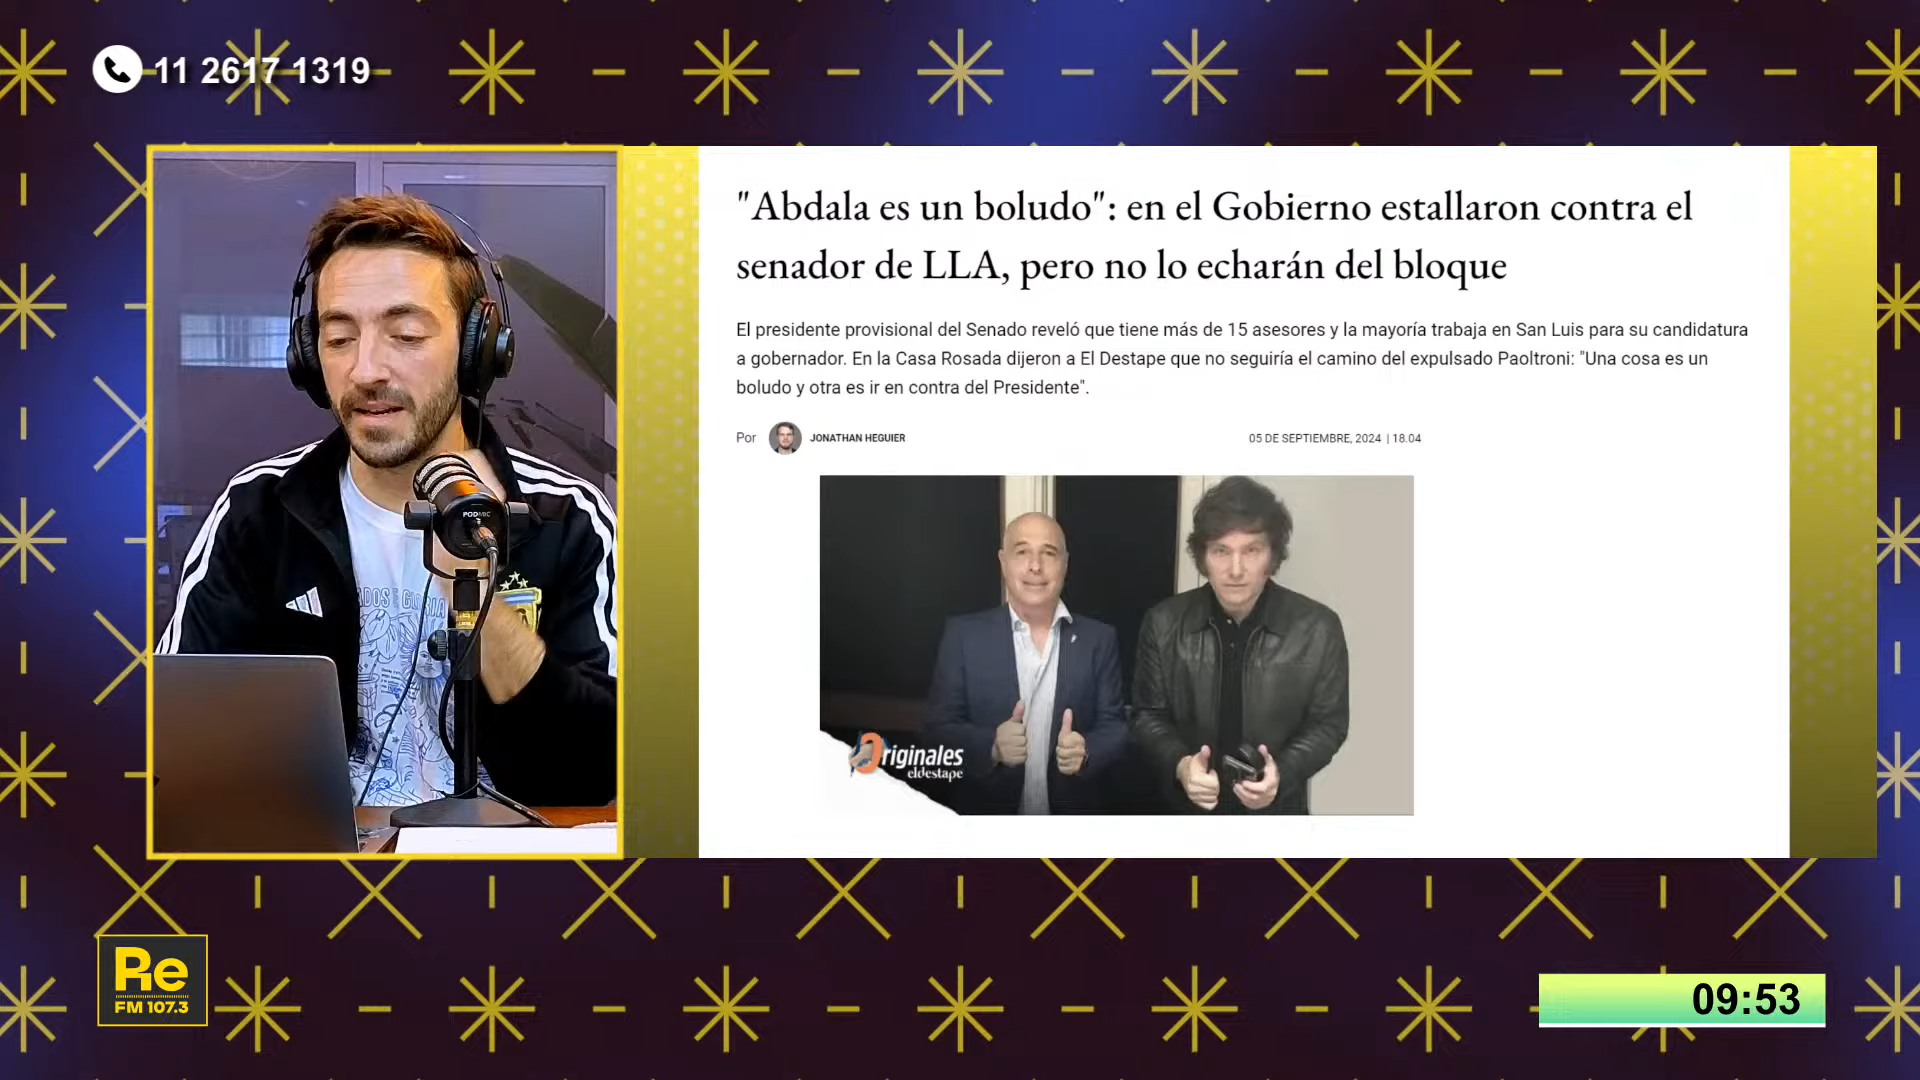 11 2617 1319
"Abdala es un boludo": en el Gobierno estallaron contra el
senador de LLA, pero no lo echarán del bloque
El presidente provisional del Senado reveló que tiene más de 15 asesores y la mayoría trabaja en San Luis para su candidatura
a gobernador. En la Casa Rosada dijeron a El Destape que no seguiría el camino del expulsado Paoltroni: "Una cosa es un
boludo y otra es ir en contra del Presidente".
Por JONATHAN HEGUIER 05 DE SEPTIEMBRE, 2024 | 18.04
PODMIC
Originales
eldestape
Re
FM 107.3
09:53